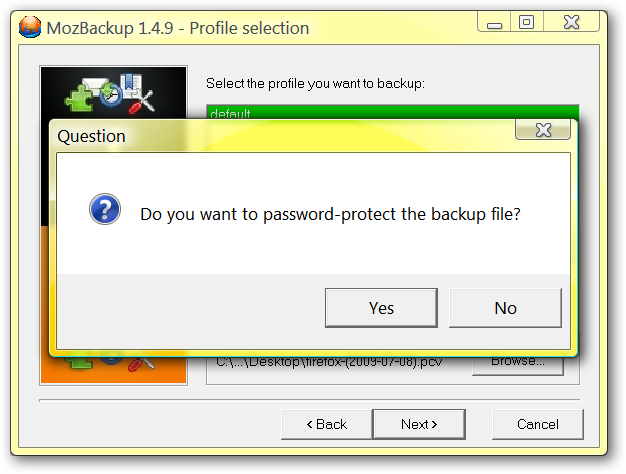 MozBackup 1.4.9 - Profile selection
Select the profile you want to backup:
default
Question
Do you want to password-protect the backup file?
Yes
No
C:\...\Desktop\firefox-(2009-07-08).pcv
Browse...
< Back
Next >
Cancel